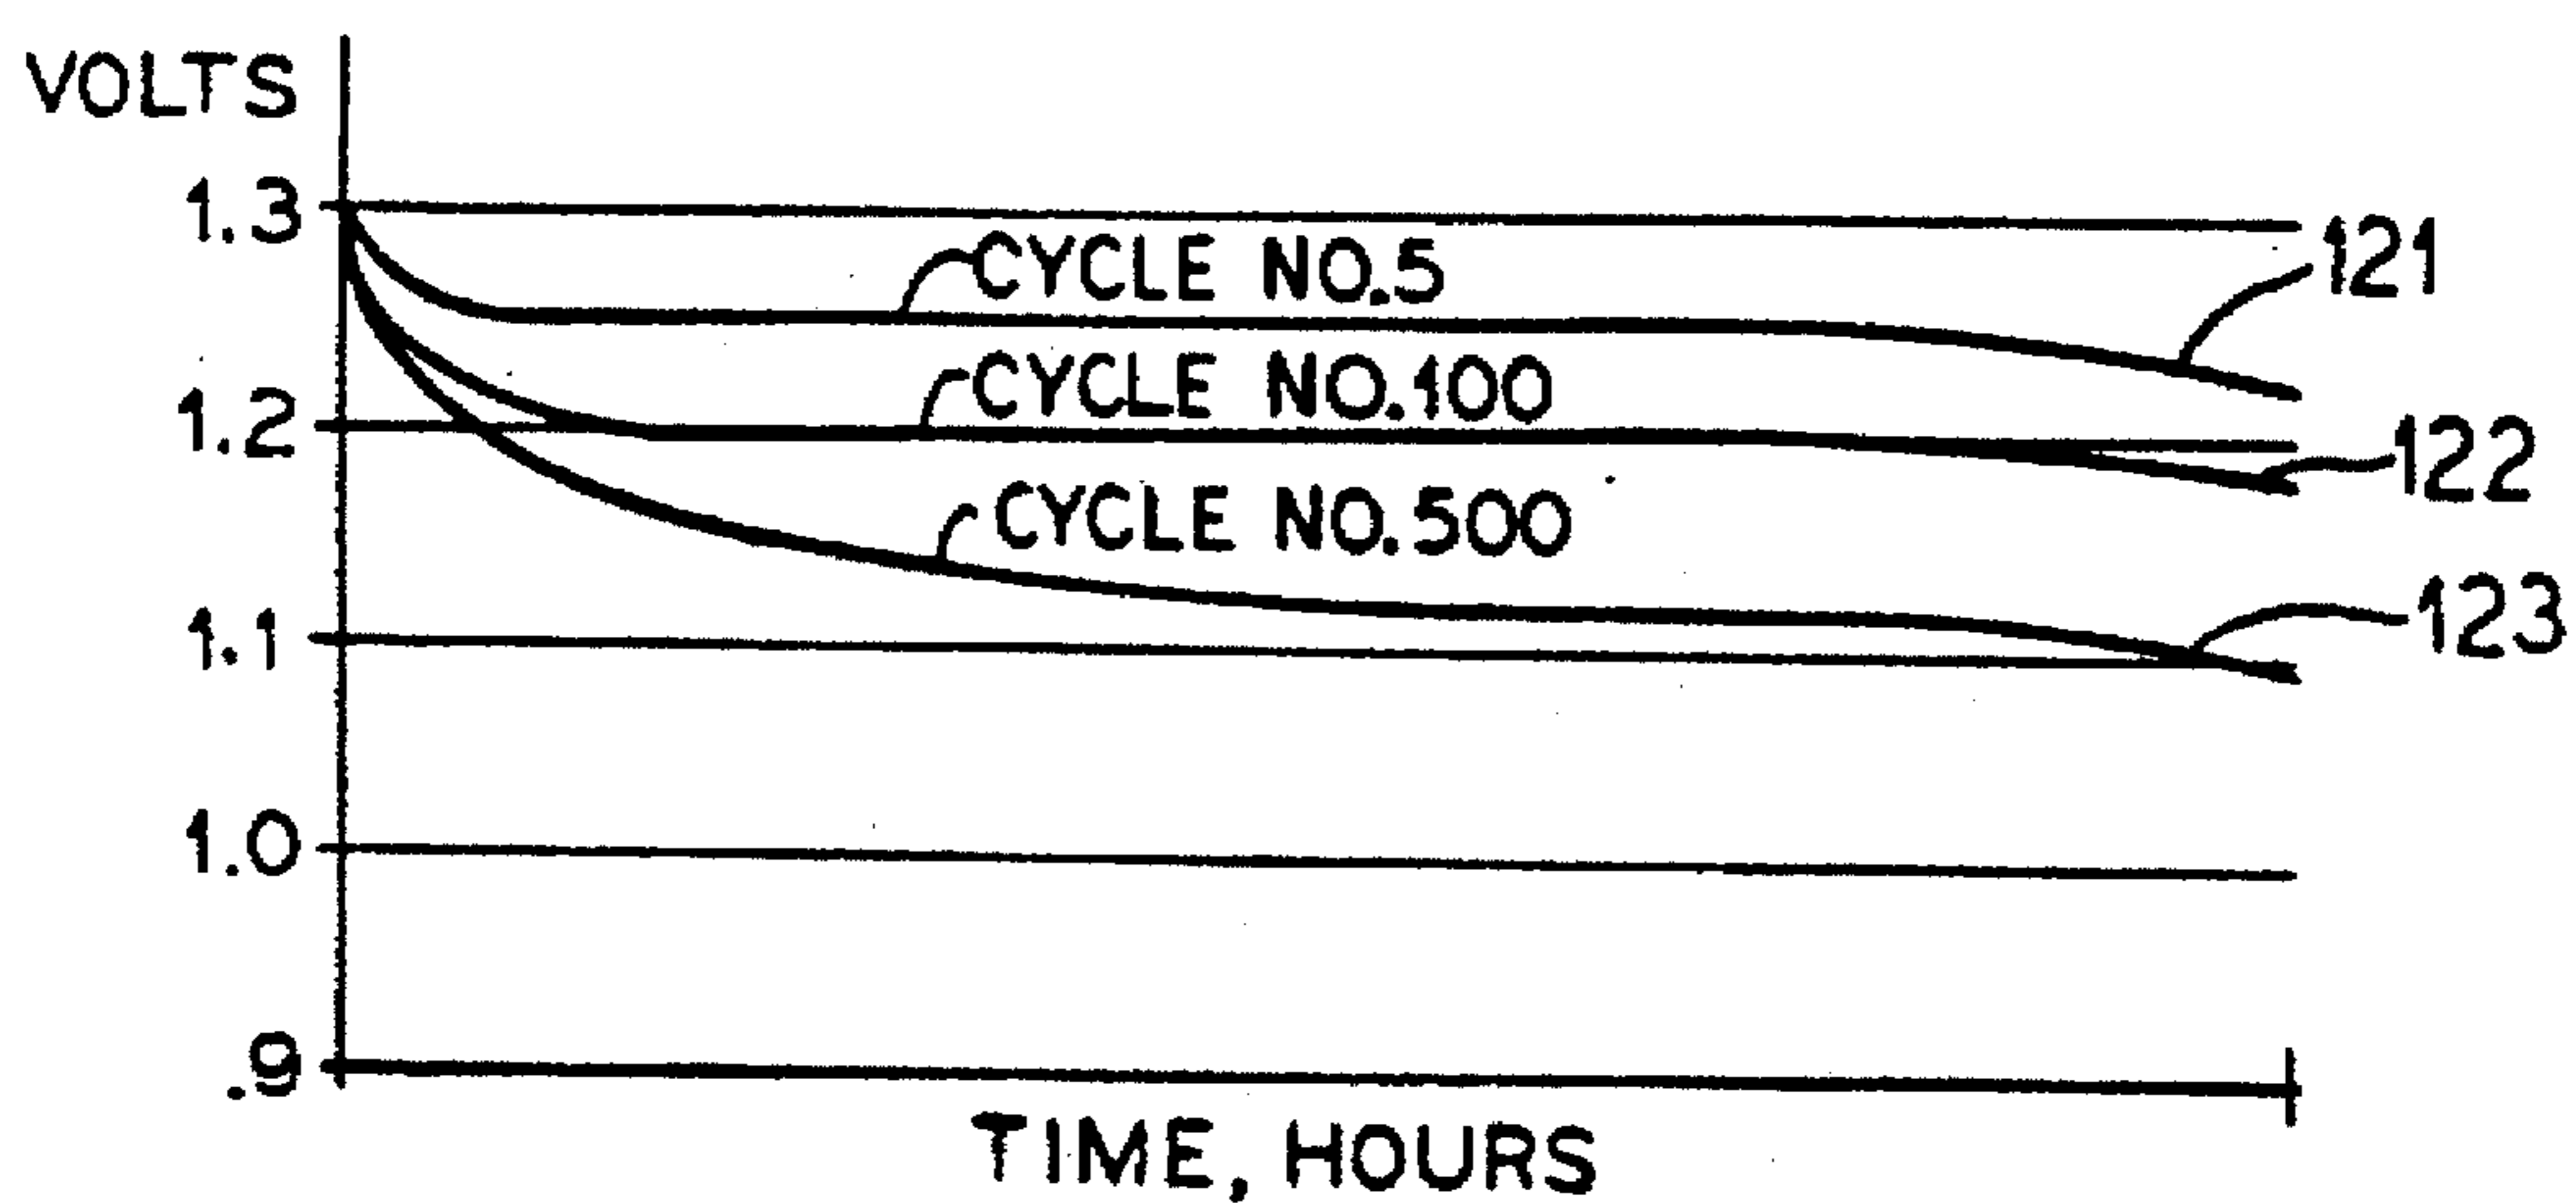 VOLTS
1.3
CYCLE NO.5
121
CYCLE NO.100
1.2
122
CYCLE NO.500
123
1.1
1.0
.9
TIME, HOURS